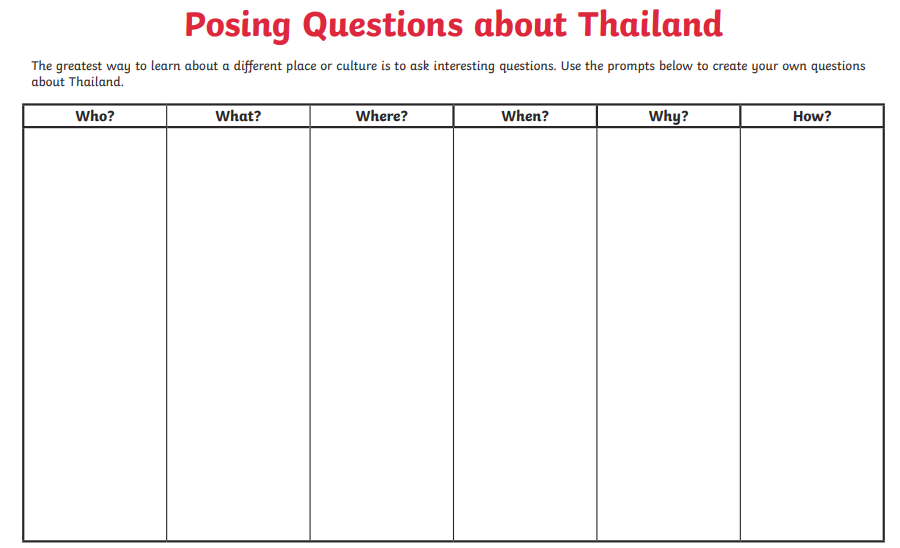 Posing Questions about Thailand
The greatest way to learn about a different place or culture is to ask interesting questions. Use the prompts below to create your own questions
about Thailand.
Who? What? Where? When? Why? How?